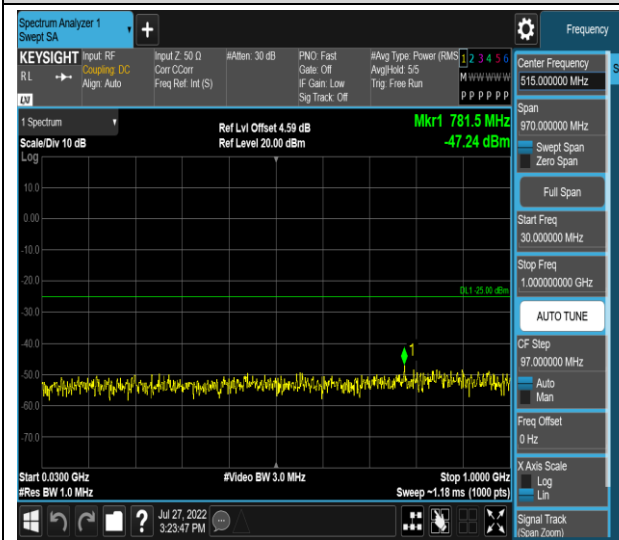 Spectrum Analyzer 1
Swept SA
Frequency
KEYSIGHT
RL
LXI
Input: RF
Coupling: DC
Align: Auto
Input Z: 50 Ω
Corr CCorr
Freq Ref: Int (S)
#Atten: 30 dB
PNO: Fast
Gate: Off
IF Gain: Low
Sig Track: Off
#Avg Type: Power (RMS
Avg|Hold: 5/5
Trig: Free Run
1 2 3 4 5 6
M W W W W W
P P P P P P
1 Spectrum
Scale/Div 10 dB
Log
Ref Lvl Offset 4.59 dB
Ref Level 20.00 dBm
Mkr1 781.5 MHz
-47.24 dBm
10.0
0.00
-10.0
-20.0
DL1 -25.00 dBm
-30.0
-40.0
1
-50.0
-60.0
-70.0
Start 0.0300 GHz
#Res BW 1.0 MHz
#Video BW 3.0 MHz
Stop 1.0000 GHz
Sweep ~1.18 ms (1000 pts)
Jul 27, 2022
3:23:47 PM
Center Frequency
515.000000 MHz
S
Span
970.000000 MHz
Swept Span
Zero Span
Full Span
Start Freq
30.000000 MHz
Stop Freq
1.000000000 GHz
AUTO TUNE
CF Step
97.000000 MHz
Auto
Man
Freq Offset
0 Hz
X Axis Scale
Log
Lin
Signal Track
(Span Zoom)